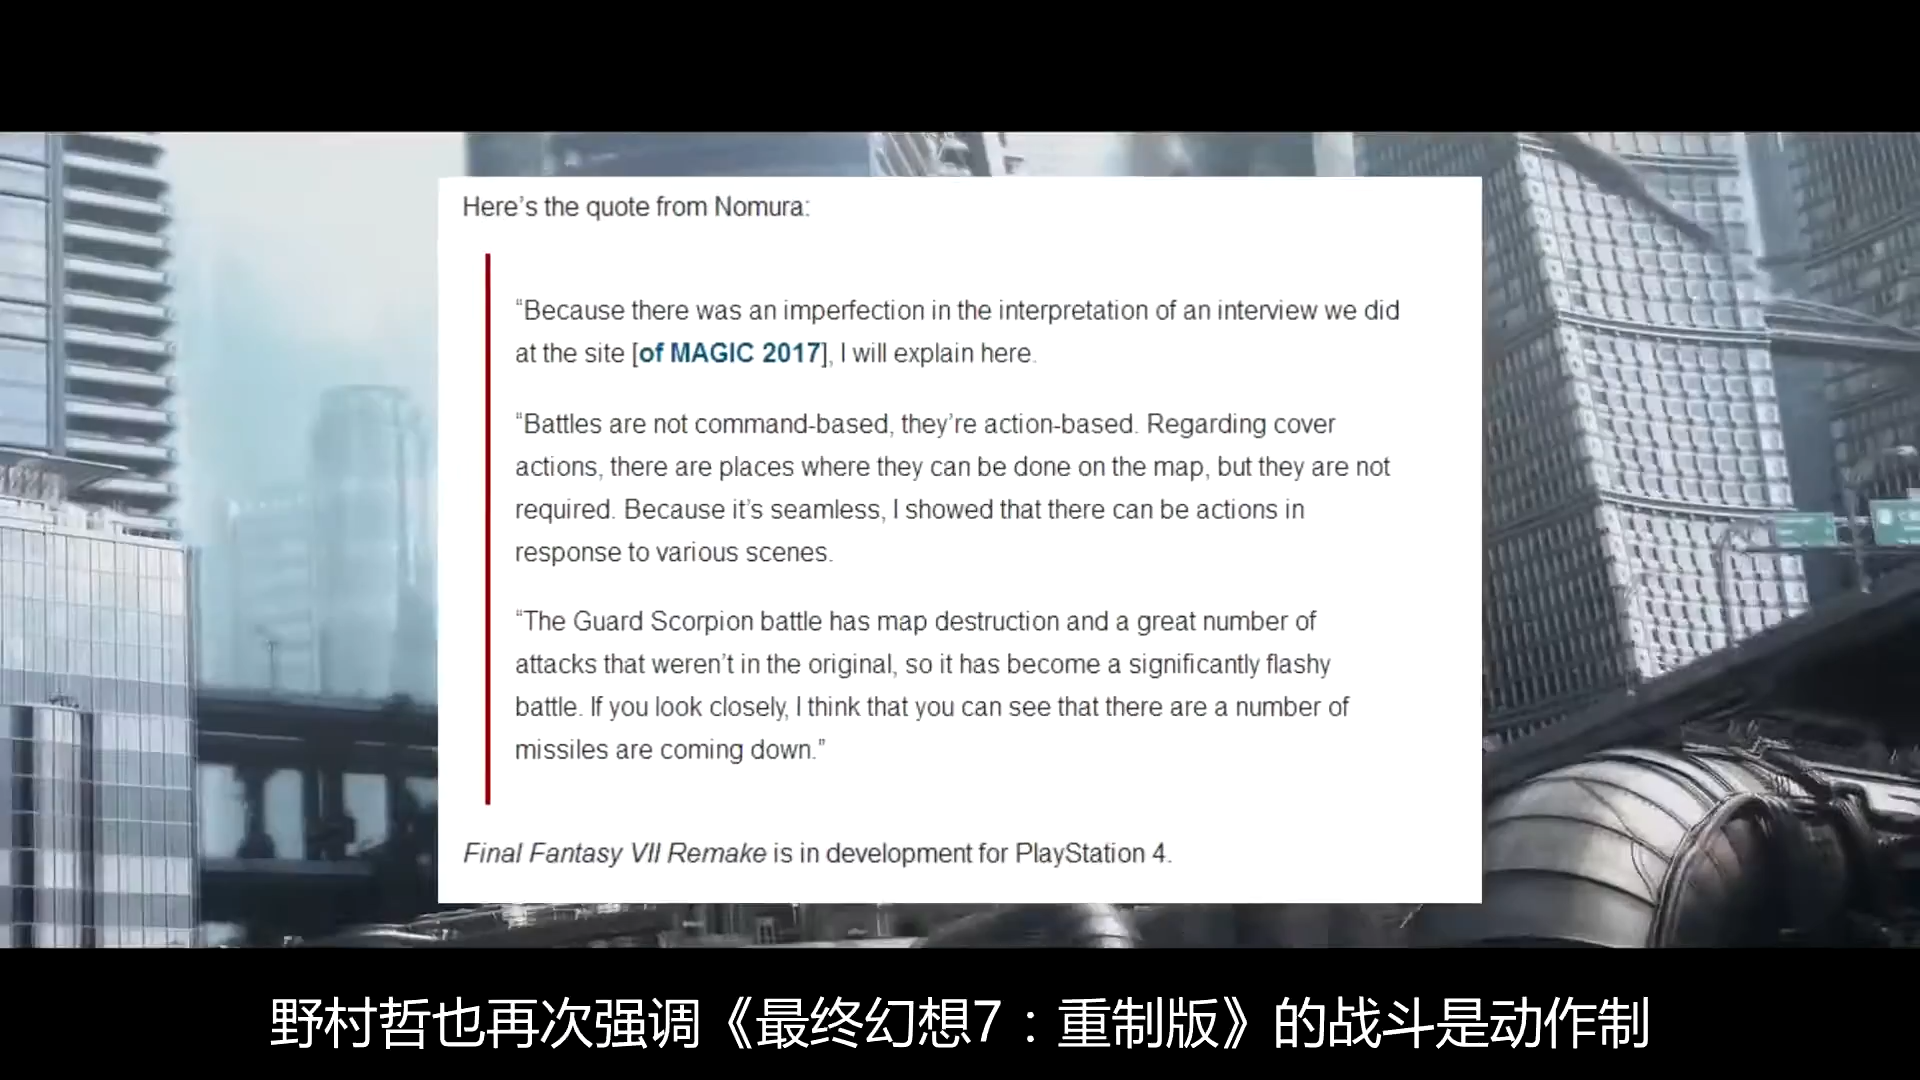 Here’s the quote from Nomura:
“Because there was an imperfection in the interpretation of an interview we did
at the site [of MAGIC 2017], I will explain here.
“Battles are not command-based, they’re action-based. Regarding cover
actions, there are places where they can be done on the map, but they are not
required. Because it’s seamless, I showed that there can be actions in
response to various scenes.
“The Guard Scorpion battle has map destruction and a great number of
attacks that weren’t in the original, so it has become a significantly flashy
battle. If you look closely, I think that you can see that there are a number of
missiles are coming down.”
Final Fantasy VII Remake is in development for PlayStation 4.
野村哲也再次强调《最终幻想7：重制版》的战斗是动作制